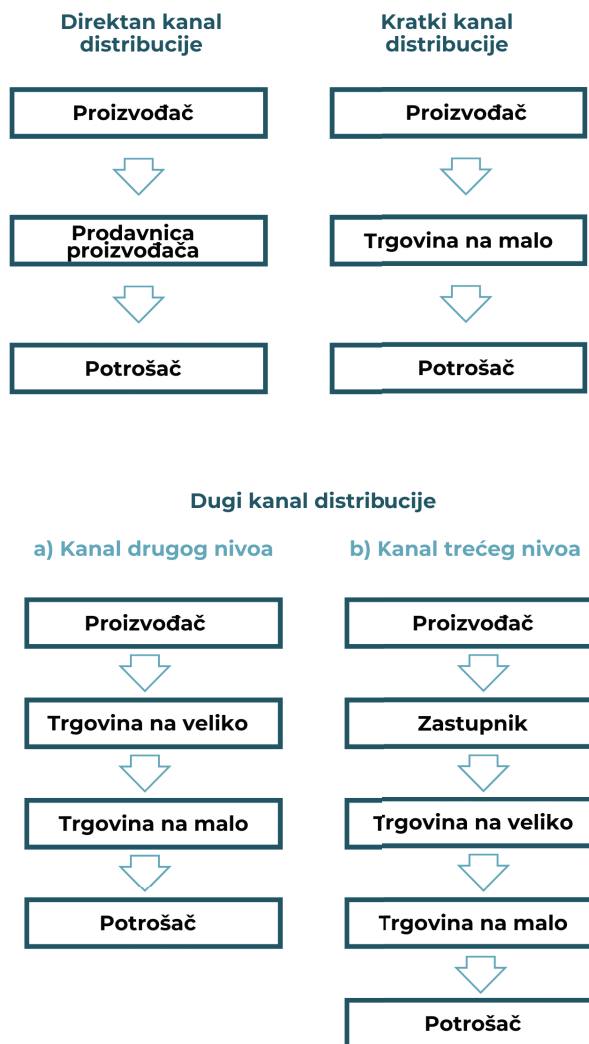 Direktan kanal
distribucije
Proizvođač
Prodavnica
proizvođača
Potrošač
Kratki kanal
distribucije
Proizvođač
Trgovina na malo
Potrošač
Dugi kanal distribucije
a) Kanal drugog nivoa
Proizvođač
Trgovina na veliko
Trgovina na malo
Potrošač
b) Kanal trećeg nivoa
Proizvođač
Zastupnik
Trgovina na veliko
Trgovina na malo
Potrošač